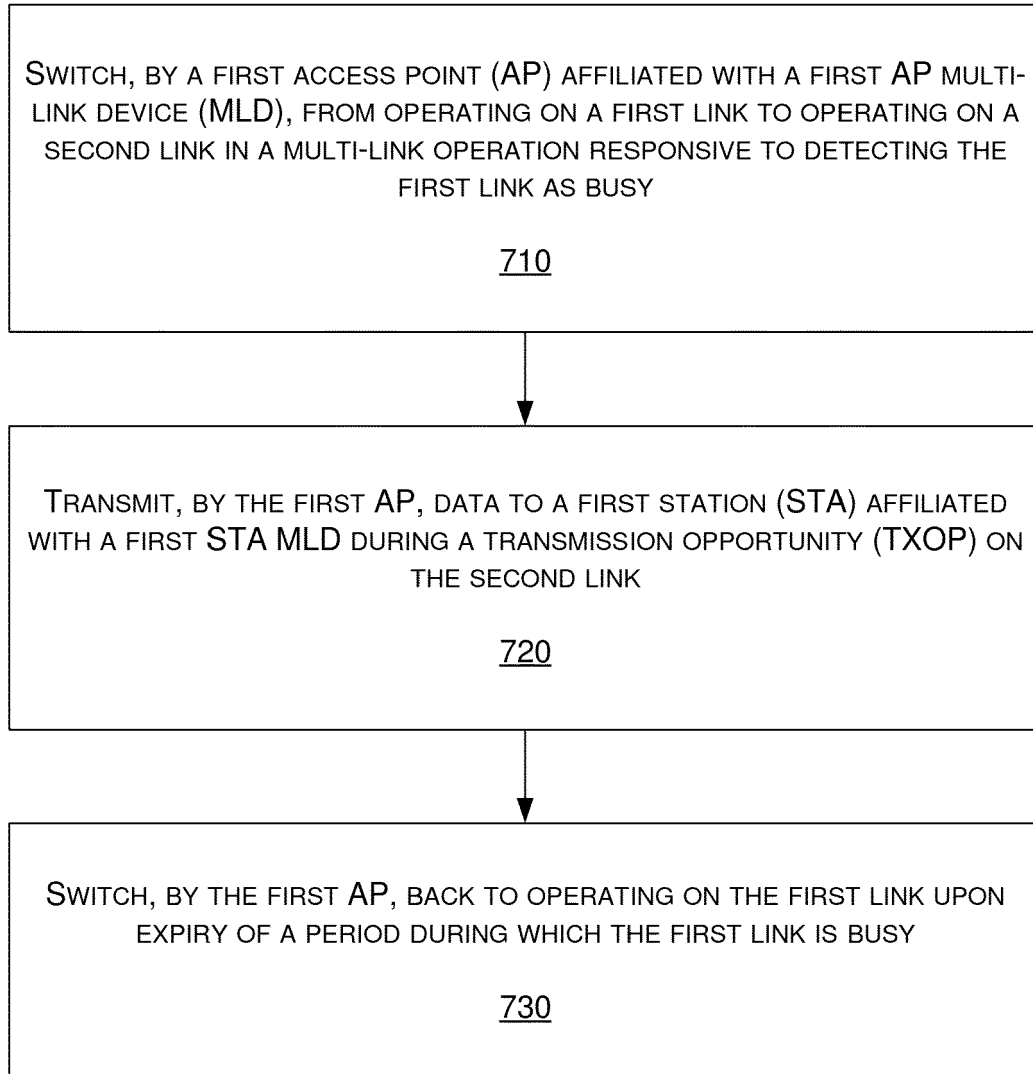 SWITCH, BY A FIRST ACCESS POINT (AP) AFFILIATED WITH A FIRST AP MULTI-
LINK DEVICE (MLD), FROM OPERATING ON A FIRST LINK TO OPERATING ON A
SECOND LINK IN A MULTI-LINK OPERATION RESPONSIVE TO DETECTING THE
FIRST LINK AS BUSY
710
TRANSMIT, BY THE FIRST AP, DATA TO A FIRST STATION (STA) AFFILIATED
WITH A FIRST STA MLD DURING A TRANSMISSION OPPORTUNITY (TXOP) ON
THE SECOND LINK
720
SWITCH, BY THE FIRST AP, BACK TO OPERATING ON THE FIRST LINK UPON
EXPIRY OF A PERIOD DURING WHICH THE FIRST LINK IS BUSY
730